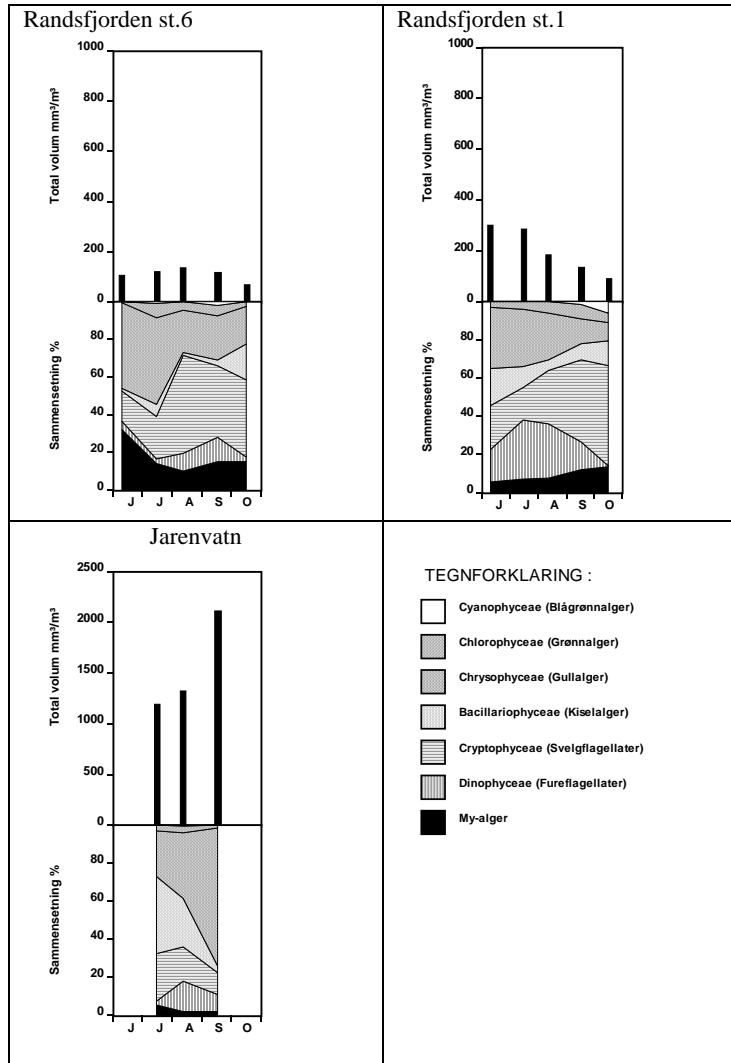 Randsfjorden st.6
1000
800
600
400
200
0
80
60
40
20
0
Total volum mm³/m³
Sammensetning %
J J A S O
Randsfjorden st.1
1000
800
600
400
200
0
80
60
40
20
0
Total volum mm³/m³
Sammensetning %
J J A S O
Jarenvatn
2500
2000
1500
1000
500
0
80
60
40
20
0
Total volum mm³/m³
Sammensetning %
J J A S O
TEGNFORKLARING :
Cyanophyceae (Blågrønnalger)
Chlorophyceae (Grønnalger)
Chrysophyceae (Gullalger)
Bacillariophyceae (Kiselalger)
Cryptophyceae (Svelgflagellater)
Dinophyceae (Fureflagellater)
My-alger